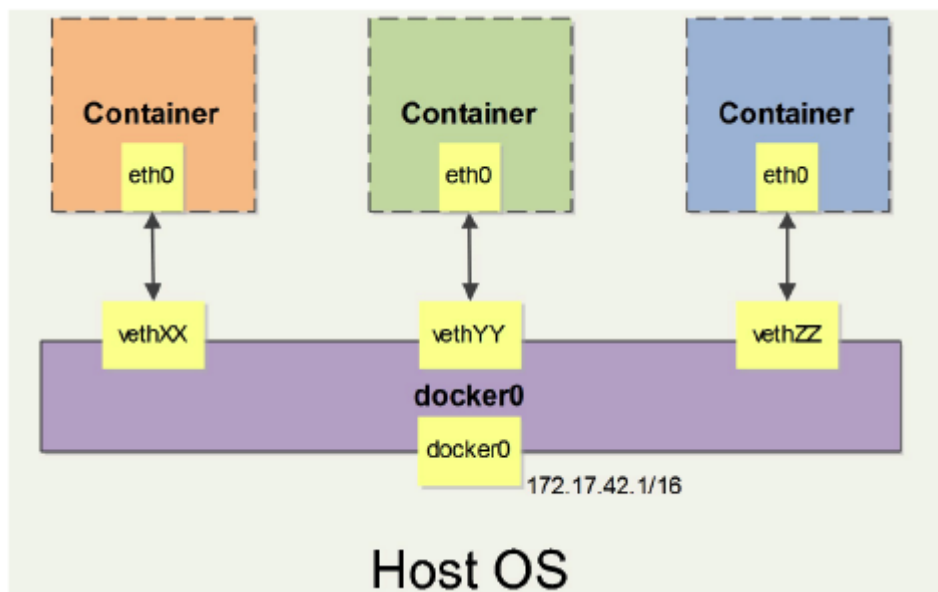 Container Container Container
eth0 eth0 eth0
vethXX vethYY vethZZ
docker0
docker0
172.17.42.1/16
Host OS